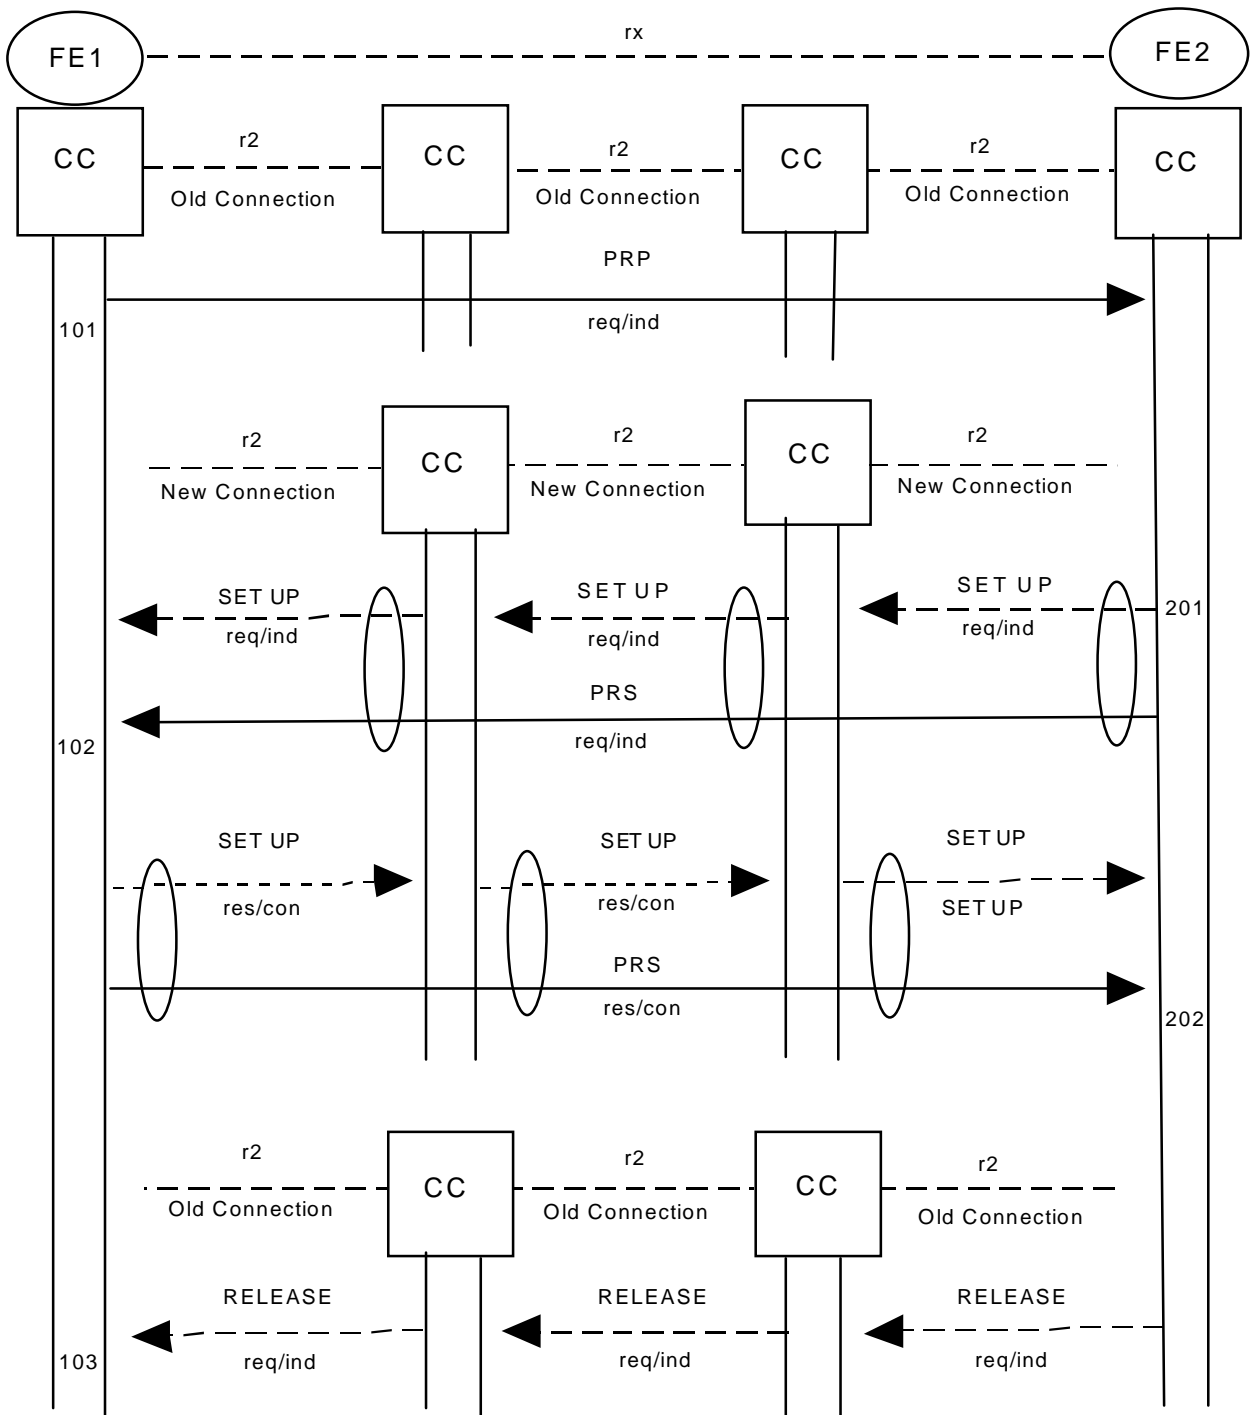 rx
FE1
FE2
CC
CC
CC
CC
r2
r2
r2
Old Connection
Old Connection
Old Connection
PRP
req/ind
101
r2
r2
r2
CC
CC
New Connection
New Connection
New Connection
SET UP
SET UP
SET UP
req/ind
req/ind
req/ind
201
PRS
req/ind
102
SET UP
SET UP
SET UP
res/con
res/con
SET UP
PRS
res/con
202
r2
r2
r2
CC
CC
Old Connection
Old Connection
Old Connection
RELEASE
RELEASE
RELEASE
req/ind
req/ind
req/ind
103